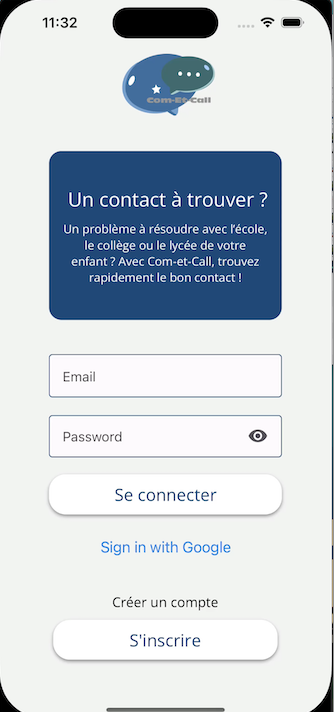 11:32
Com-Et-Call
Un contact à trouver ?
Un problème à résoudre avec l'école,
le collège ou le lycée de votre
enfant ? Avec Com-et-Call, trouvez
rapidement le bon contact !
Email
Password
Se connecter
Sign in with Google
Créer un compte
S'inscrire